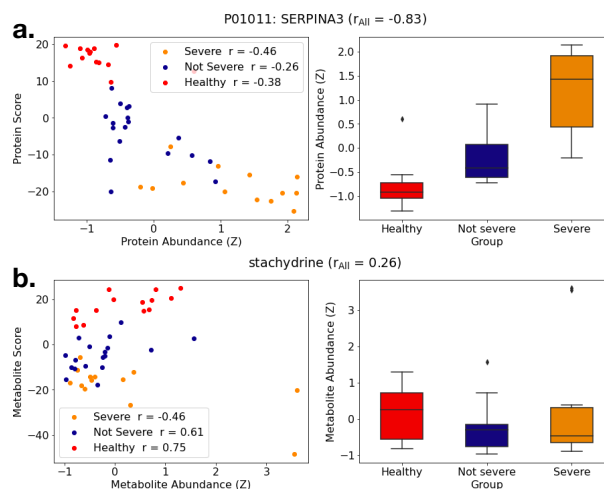 P01011: SERPINA3 (rAll = -0.83)
a.
Severe r = -0.46
Not Severe r = -0.26
Healthy r = -0.38
20
10
0
−10
−20
Protein Score
−1
0
1
2
Protein Abundance (Z)
2.0
1.5
1.0
0.5
0.0
−0.5
−1.0
Protein Abundance (Z)
Healthy
Not severe
Severe
Group
b.
stachydrine (rAll = 0.26)
20
0
−20
−40
Metabolite Score
Severe r = -0.46
Not Severe r = 0.61
Healthy r = 0.75
−1
0
1
2
3
Metabolite Abundance (Z)
3
2
1
0
−1
Metabolite Abundance (Z)
Healthy
Not severe
Severe
Group